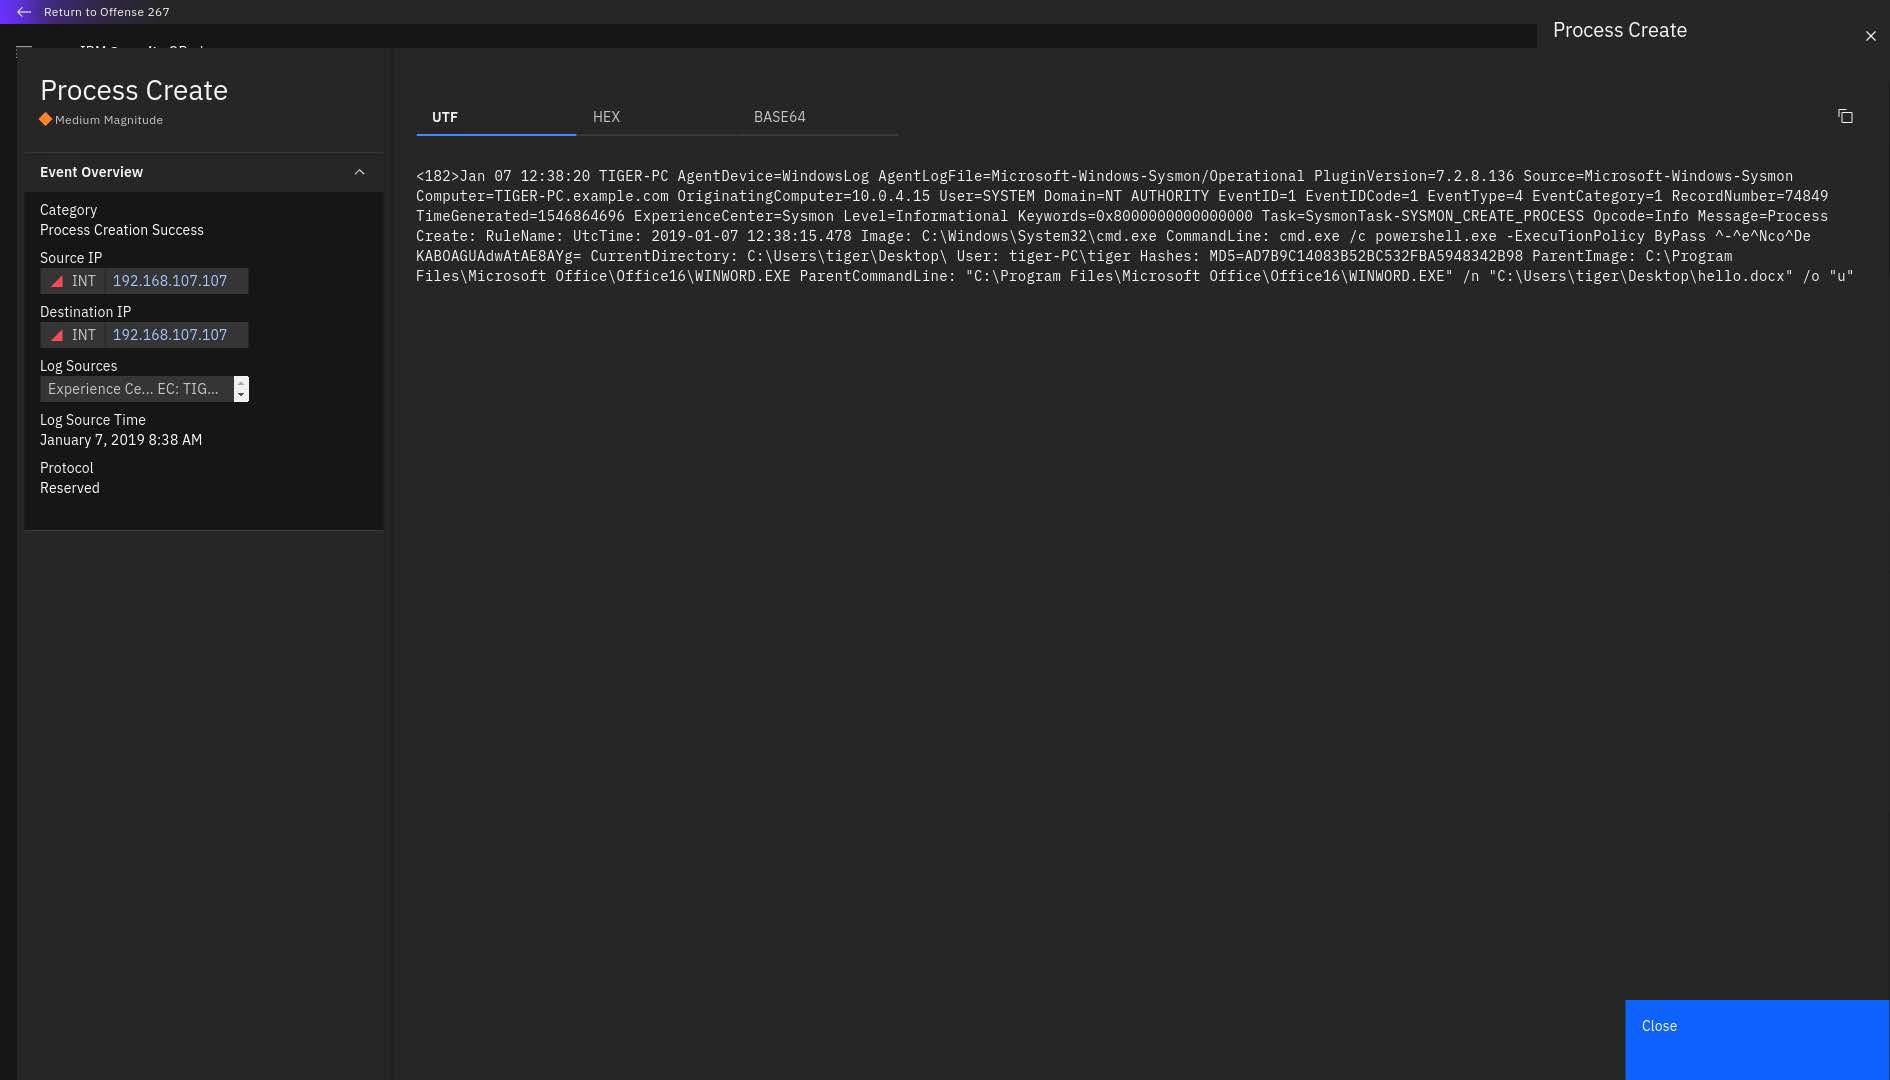 Return to Offense 267
Process Create
Process Create
Medium Magnitude
Event Overview
Category
Process Creation Success
Source IP
INT 192.168.107.107
Destination IP
INT 192.168.107.107
Log Sources
Experience Ce... EC: TIG...
Log Source Time
January 7, 2019 8:38 AM
Protocol
Reserved
UTF HEX BASE64
<182>Jan 07 12:38:20 TIGER-PC AgentDevice=WindowsLog AgentLogFile=Microsoft-Windows-Sysmon/Operational PluginVersion=7.2.8.136 Source=Microsoft-Windows-Sysmon
Computer=TIGER-PC.example.com OriginatingComputer=10.0.4.15 User=SYSTEM Domain=NT AUTHORITY EventID=1 EventIDCode=1 EventType=4 EventCategory=1 RecordNumber=74849
TimeGenerated=1546864696 ExperienceCenter=Sysmon Level=Informational Keywords=0x8000000000000000 Task=SysmonTask-SYSMON_CREATE_PROCESS Opcode=Info Message=Process
Create: RuleName: UtcTime: 2019-01-07 12:38:15.478 Image: C:\Windows\System32\cmd.exe CommandLine: cmd.exe /c powershell.exe -ExecuTionPolicy ByPass ^-^e^Nco^De
KABOAGUAdwAtAE8AYg= CurrentDirectory: C:\Users\tiger\Desktop\ User: tiger-PC\tiger Hashes: MD5=AD7B9C14083B52BC532FBA5948342B98 ParentImage: C:\Program
Files\Microsoft Office\Office16\WINWORD.EXE ParentCommandLine: "C:\Program Files\Microsoft Office\Office16\WINWORD.EXE" /n "C:\Users\tiger\Desktop\hello.docx" /o "u"
Close